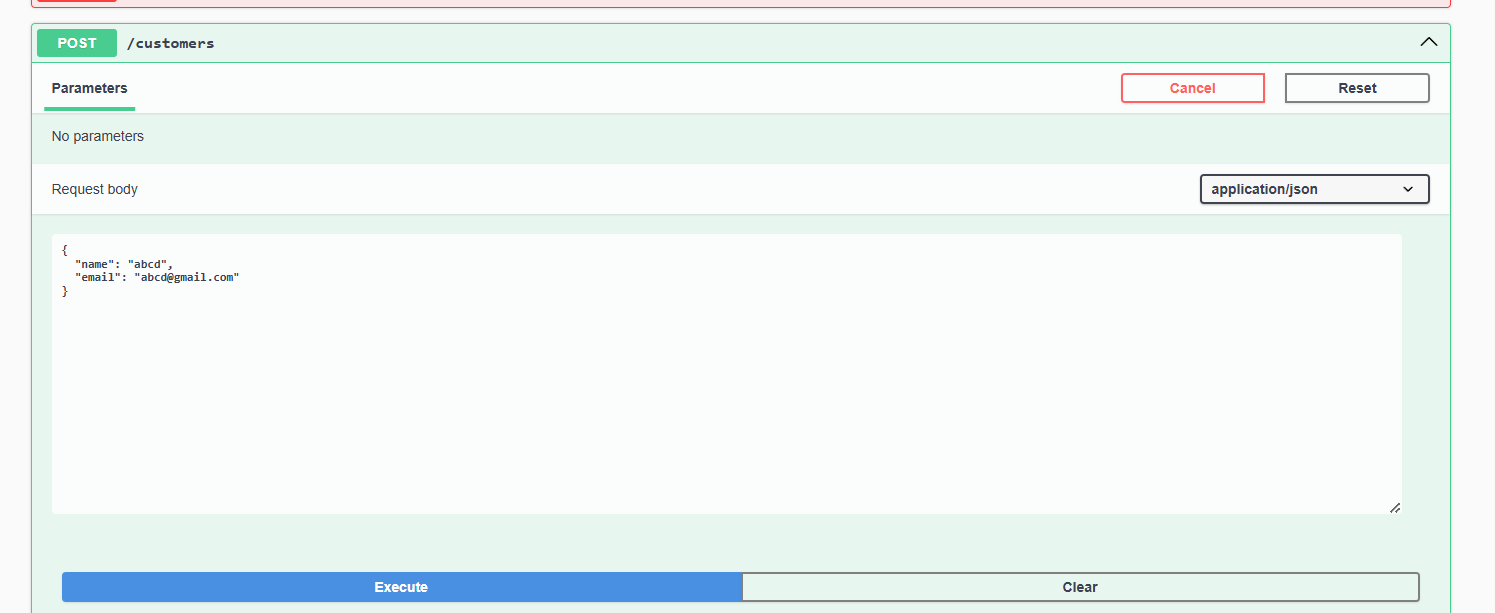 POST /customers
Parameters
Cancel
Reset
No parameters
Request body
application/json
{
  "name": "abcd",
  "email": "abcd@gmail.com"
}
Execute
Clear